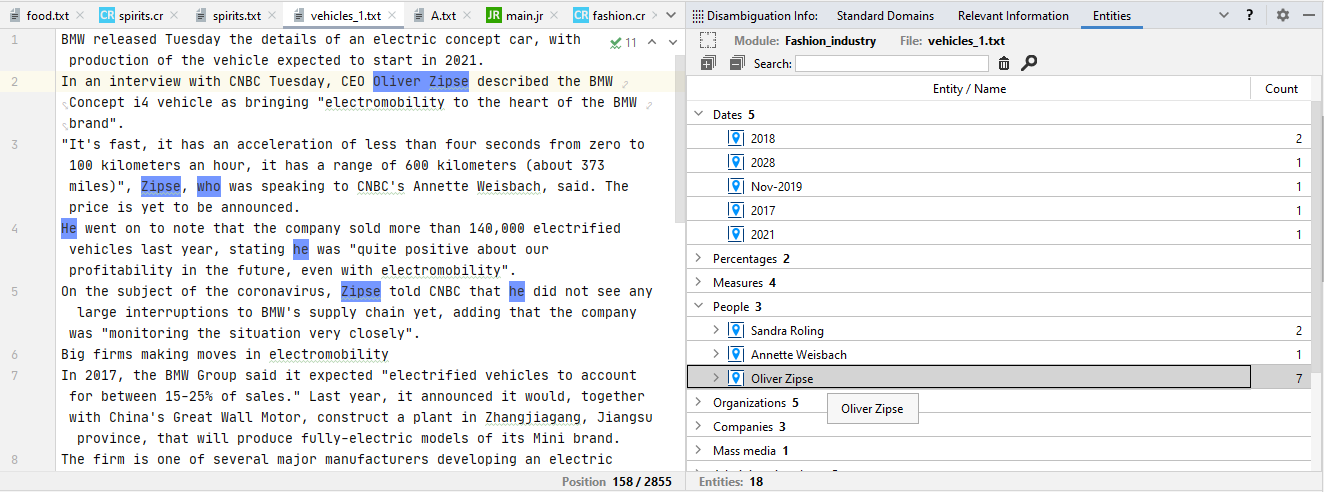 food.txt spirits.cr spirits.txt vehicles_1.txt A.txt main.jr fashion.cr
1 BMW released Tuesday the details of an electric concept car, with
production of the vehicle expected to start in 2021.
11
2 In an interview with CNBC Tuesday, CEO Oliver Zipse described the BMW
Concept i4 vehicle as bringing "electromobility to the heart of the BMW
brand".
3 "It's fast, it has an acceleration of less than four seconds from zero to
100 kilometers an hour, it has a range of 600 kilometers (about 373
miles)", Zipse, who was speaking to CNBC's Annette Weisbach, said. The
price is yet to be announced.
4 He went on to note that the company sold more than 140,000 electrified
vehicles last year, stating he was "quite positive about our
profitability in the future, even with electromobility".
5 On the subject of the coronavirus, Zipse told CNBC that he did not see any
large interruptions to BMW's supply chain yet, adding that the company
was "monitoring the situation very closely".
6 Big firms making moves in electromobility
7 In 2017, the BMW Group said it expected "electrified vehicles to account
for between 15-25% of sales." Last year, it announced it would, together
with China's Great Wall Motor, construct a plant in Zhangjiagang, Jiangsu
province, that will produce fully-electric models of its Mini brand.
8 The firm is one of several major manufacturers developing an electric
Position 158 / 2855
Disambiguation Info: Standard Domains Relevant Information Entities
Module: Fashion_industry File: vehicles_1.txt
Search:
Entity / Name Count
Dates 5
2018 2
2028 1
Nov-2019 1
2017 1
2021 1
Percentages 2
Measures 4
People 3
Sandra Roling 2
Annette Weisbach 1
Oliver Zipse 7
Organizations 5
Oliver Zipse
Companies 3
Mass media 1
Entities: 18